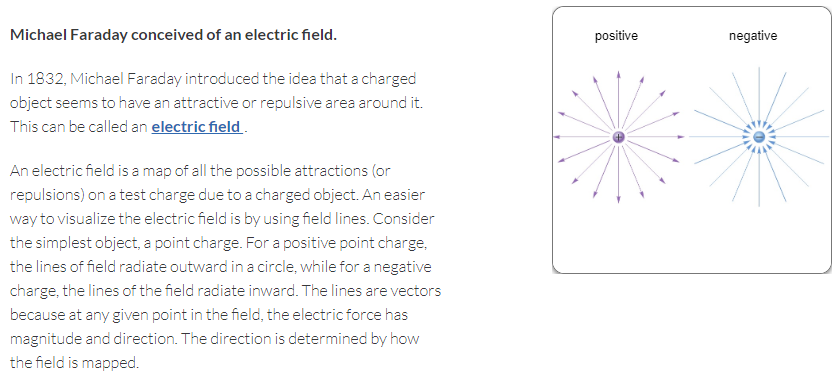 Michael Faraday conceived of an electric field.
In 1832, Michael Faraday introduced the idea that a charged
object seems to have an attractive or repulsive area around it.
This can be called an electric field .
An electric field is a map of all the possible attractions (or
repulsions) on a test charge due to a charged object. An easier
way to visualize the electric field is by using field lines. Consider
the simplest object, a point charge. For a positive point charge,
the lines of field radiate outward in a circle, while for a negative
charge, the lines of the field radiate inward. The lines are vectors
because at any given point in the field, the electric force has
magnitude and direction. The direction is determined by how
the field is mapped.
positive
negative
+
−